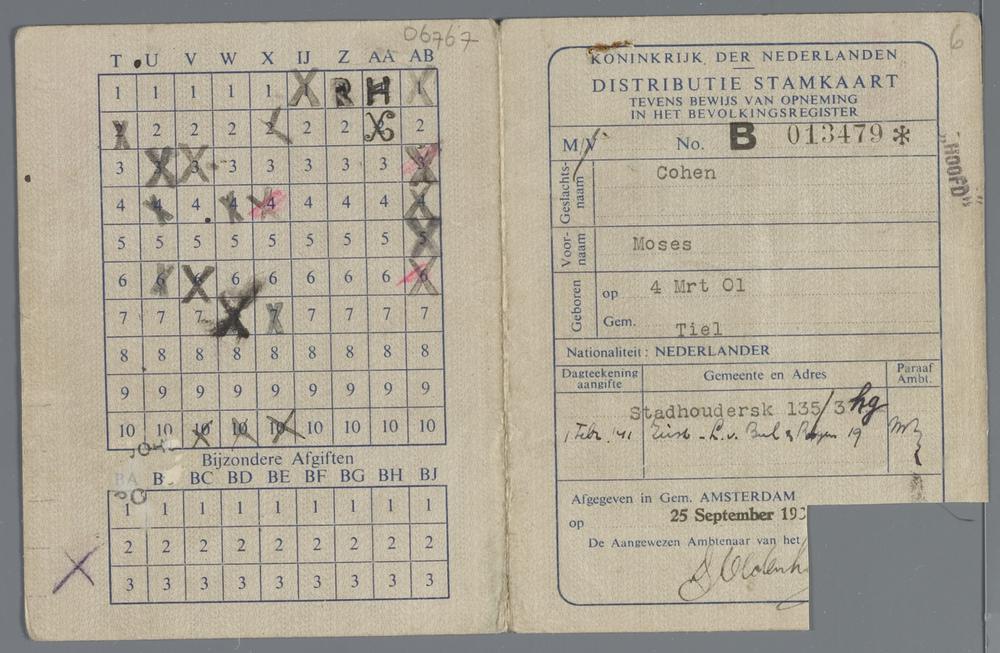 06767
T U V W X IJ Z AA AB
1 1 1 1 1 1 R H 1
2 2 2 2 2 2 2 X 2
3 3 3 3 3 3 3 3 3
4 4 4 4 4 4 4 4 4
5 5 5 5 5 5 5 5 5
6 6 6 6 6 6 6 6 6
7 7 7 7 7 7 7 7 7
8 8 8 8 8 8 8 8 8
9 9 9 9 9 9 9 9 9
10 10 10 10 10 10 10 10 10
Bijzondere Afgiften
BA B BC BD BE BF BG BH BJ
1 1 1 1 1 1 1 1 1
2 2 2 2 2 2 2 2 2
3 3 3 3 3 3 3 3 3
6
KONINKRIJK DER NEDERLANDEN
DISTRIBUTIE STAMKAART
TEVENS BEWIJS VAN OPNEMING
IN HET BEVOLKINGSREGISTER
M/V No. B 013479 *
"HOOFD"
Geslachts-
naam
Cohen
Voor-
naam
Moses
Geboren
op 4 Mrt 01
Gem. Tiel
Nationaliteit: NEDERLANDER
Dagteekening
aangifte
Gemeente en Adres
Paraaf
Ambt.
Stadhoudersk 135/3 hg
1 Febr. '41 19
Afgegeven in Gem. AMSTERDAM
op 25 September 193
De Aangewezen Ambtenaar van het